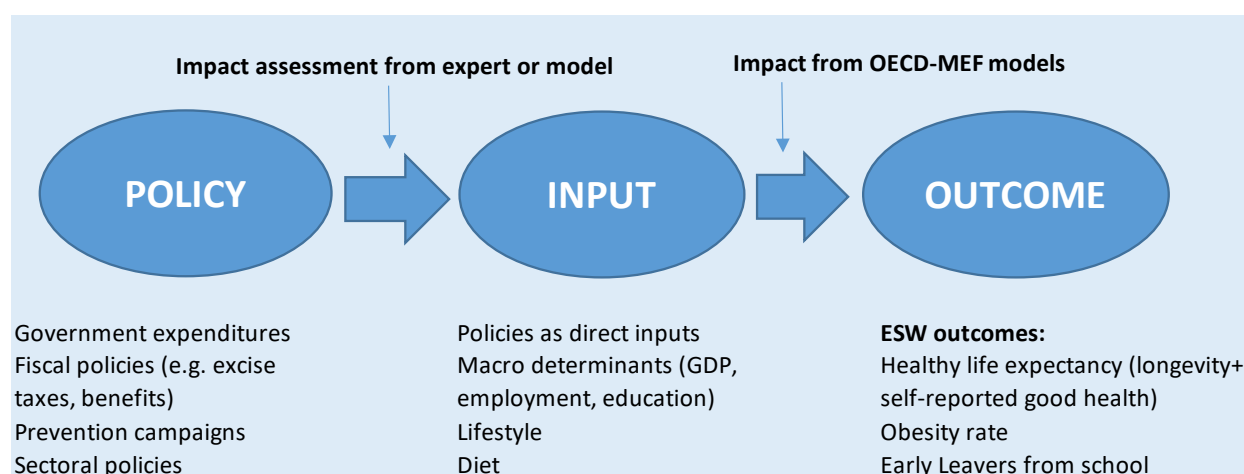 Impact assessment from expert or model
Impact from OECD-MEF models
POLICY
INPUT
OUTCOME
Government expenditures
Fiscal policies (e.g. excise
taxes, benefits)
Prevention campaigns
Sectoral policies
Policies as direct inputs
Macro determinants (GDP,
employment, education)
Lifestyle
Diet
ESW outcomes:
Healthy life expectancy (longevity+
self-reported good health)
Obesity rate
Early Leavers from school